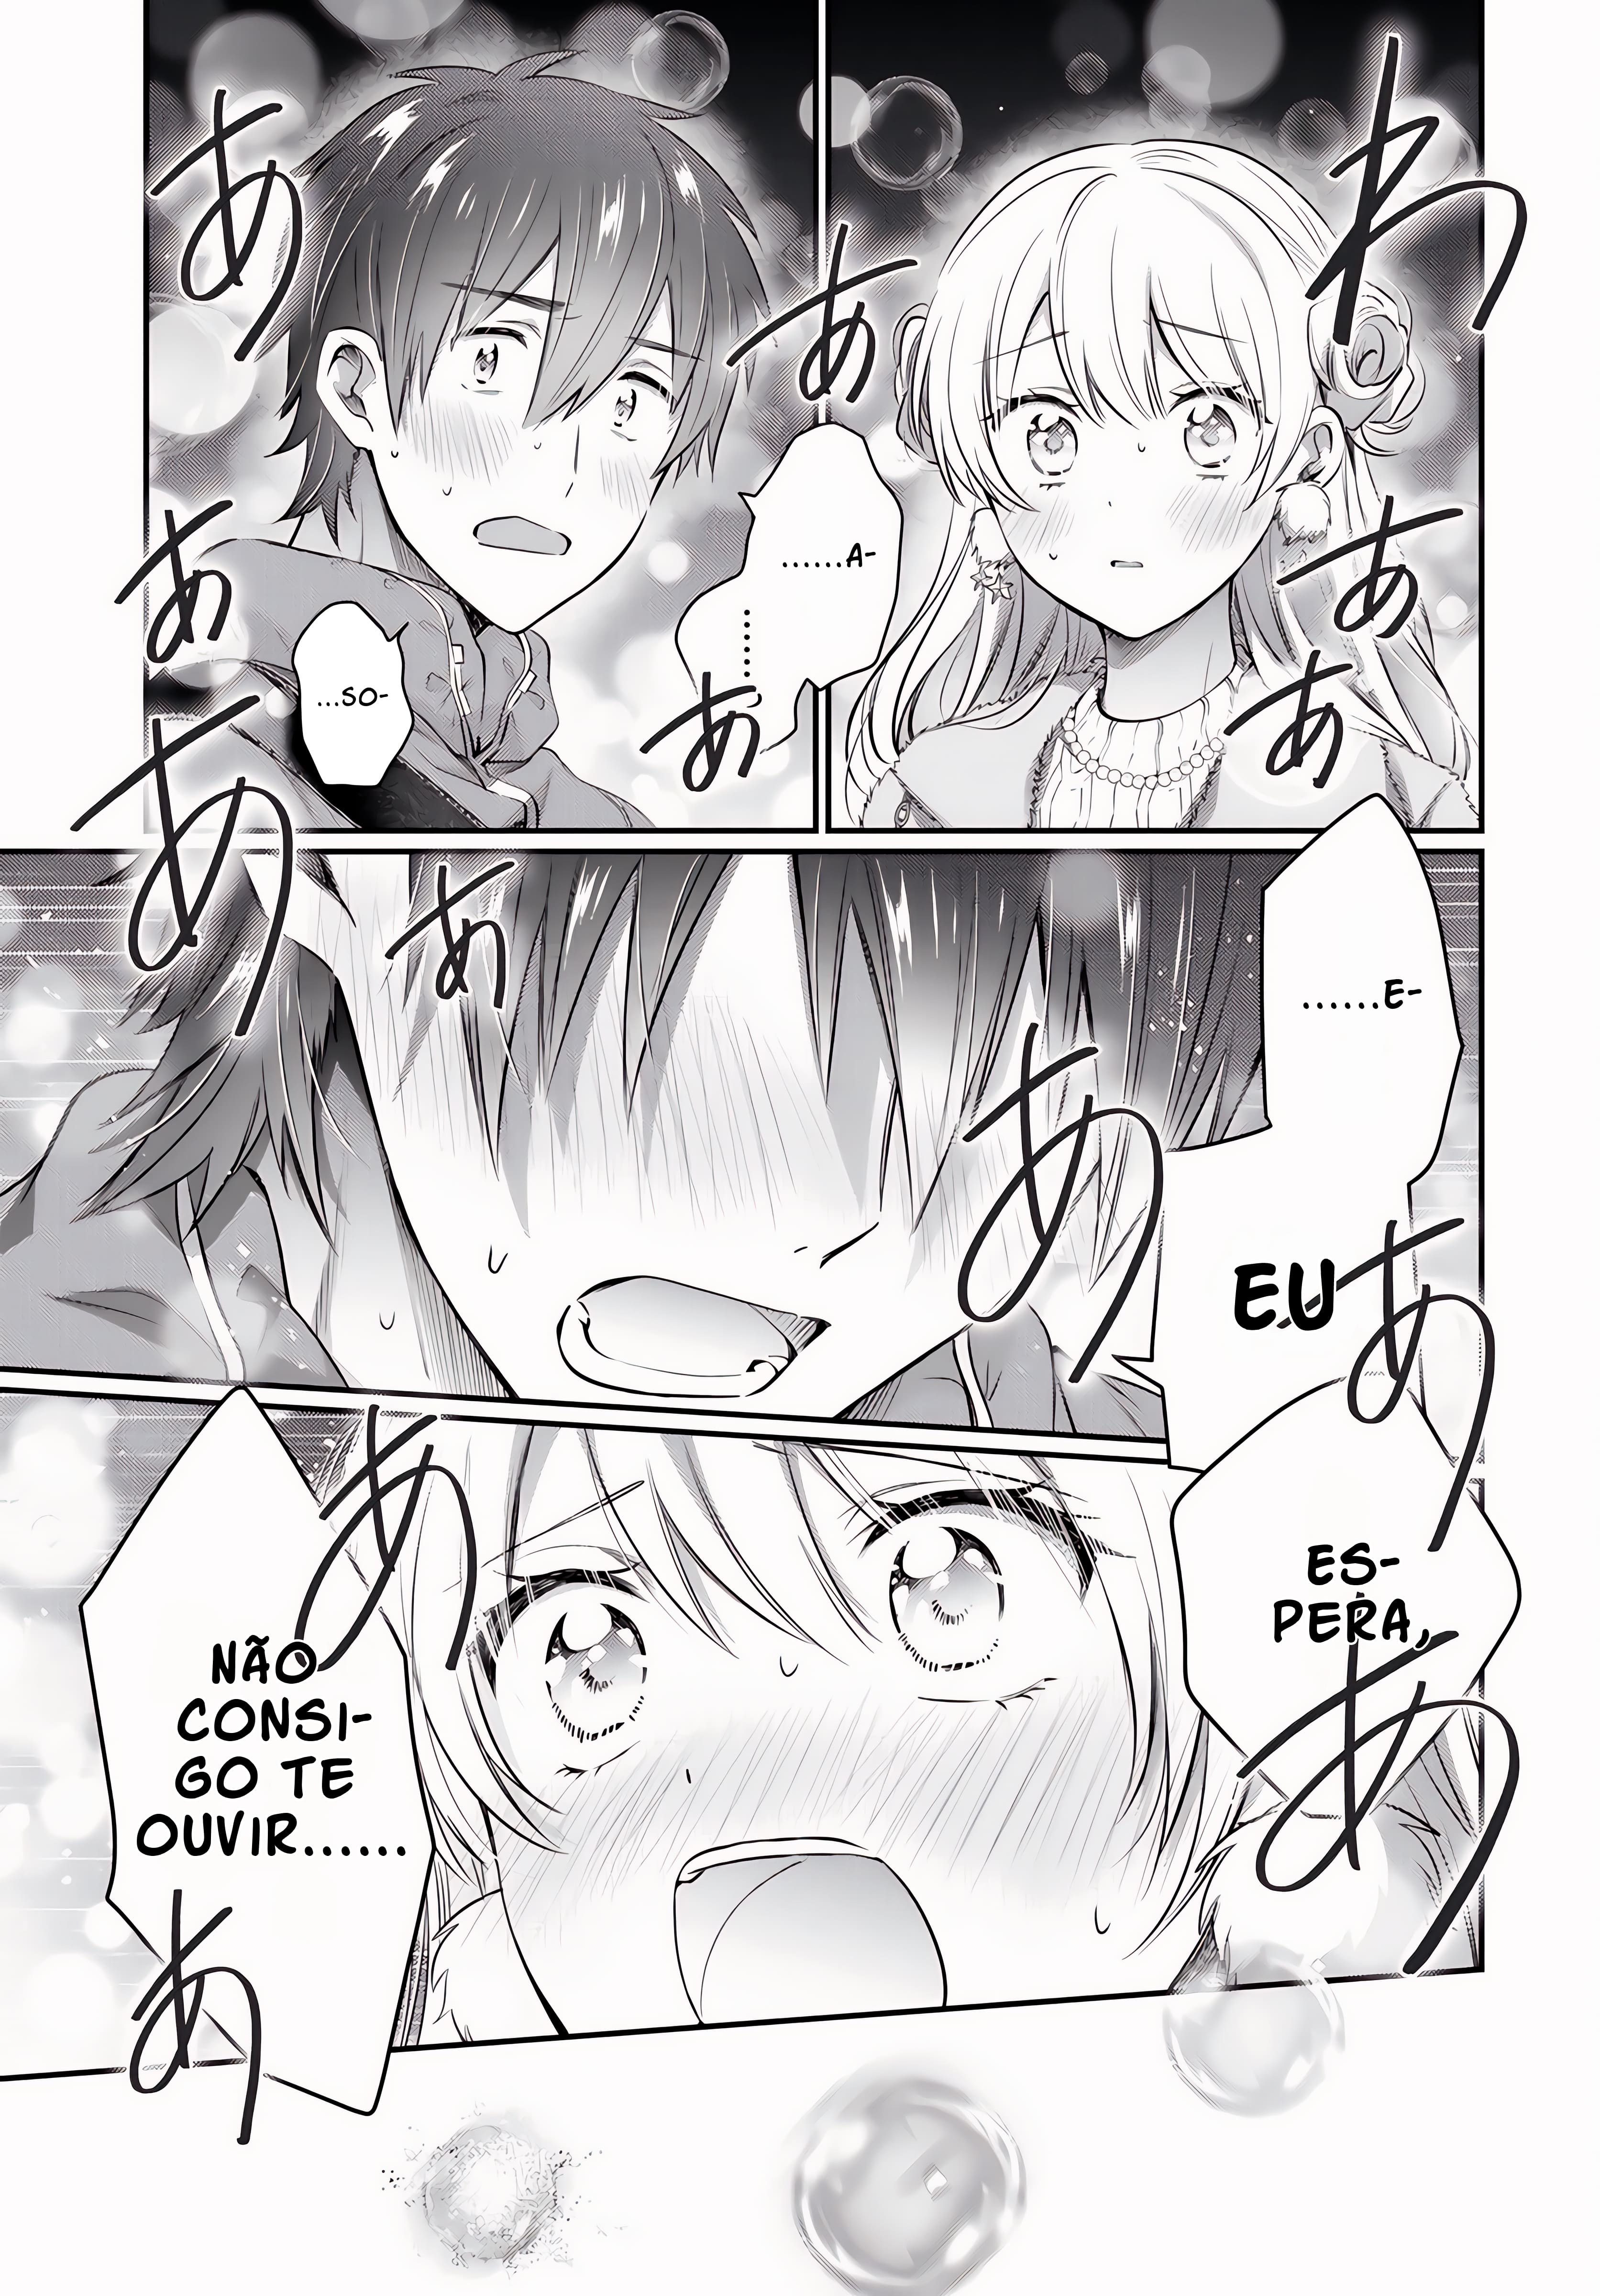 わ
あ
あ
あ
......A-
......
あ
あ
...SO-
あ
あ
......E-
あ
あ
EU
あ
ES-
PERA,
あ
あ
NÃO
CONSI-
GO TE
OUVIR......
あ